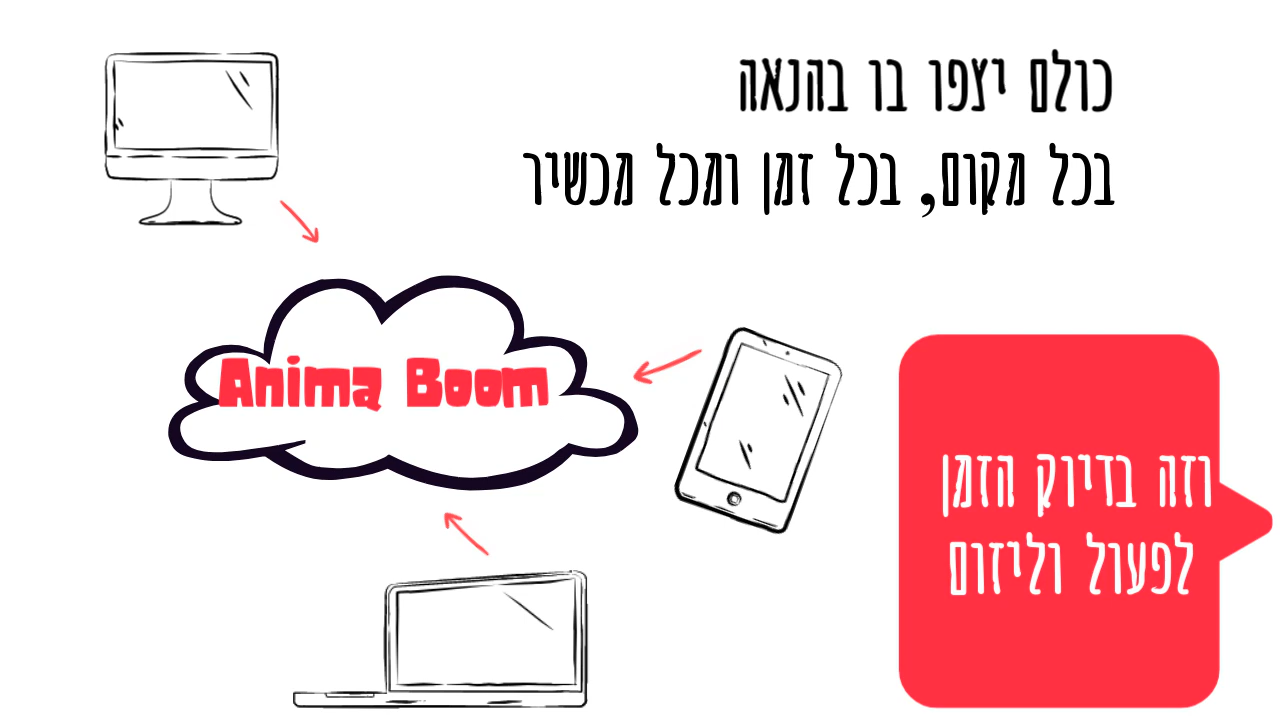 כולם יצפו בו בהנאה
בכל מקום, בכל זמן ומכל מכשיר
Anima Boom
וזה בדיוק הזמן
לפעול וליזום